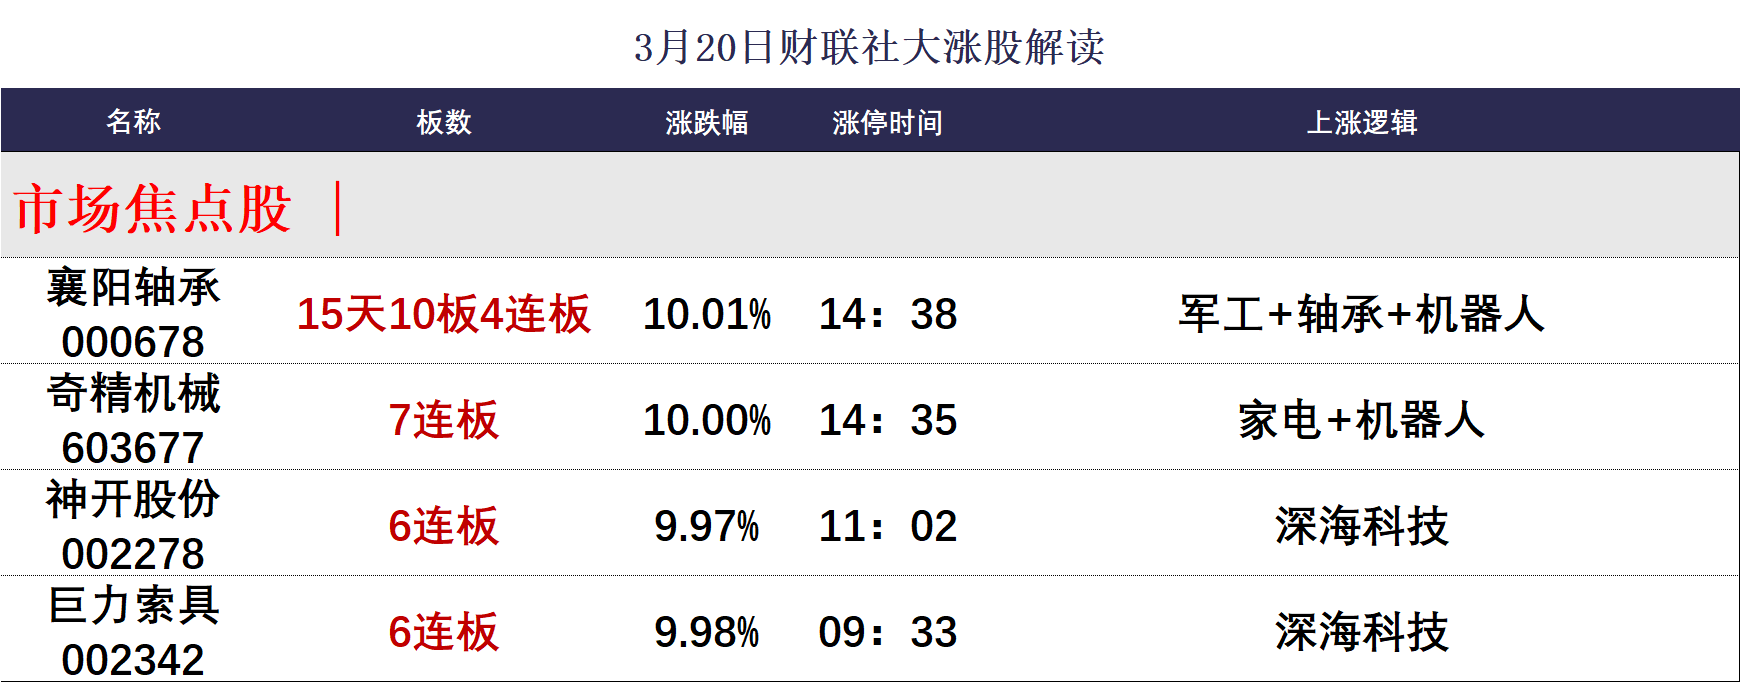 3月20日财联社大涨股解读
名称 板数 涨跌幅 涨停时间 上涨逻辑
市场焦点股 ｜
襄阳轴承
000678 15天10板4连板 10.01% 14：38 军工+轴承+机器人
奇精机械
603677 7连板 10.00% 14：35 家电+机器人
神开股份
002278 6连板 9.97% 11：02 深海科技
巨力索具
002342 6连板 9.98% 09：33 深海科技